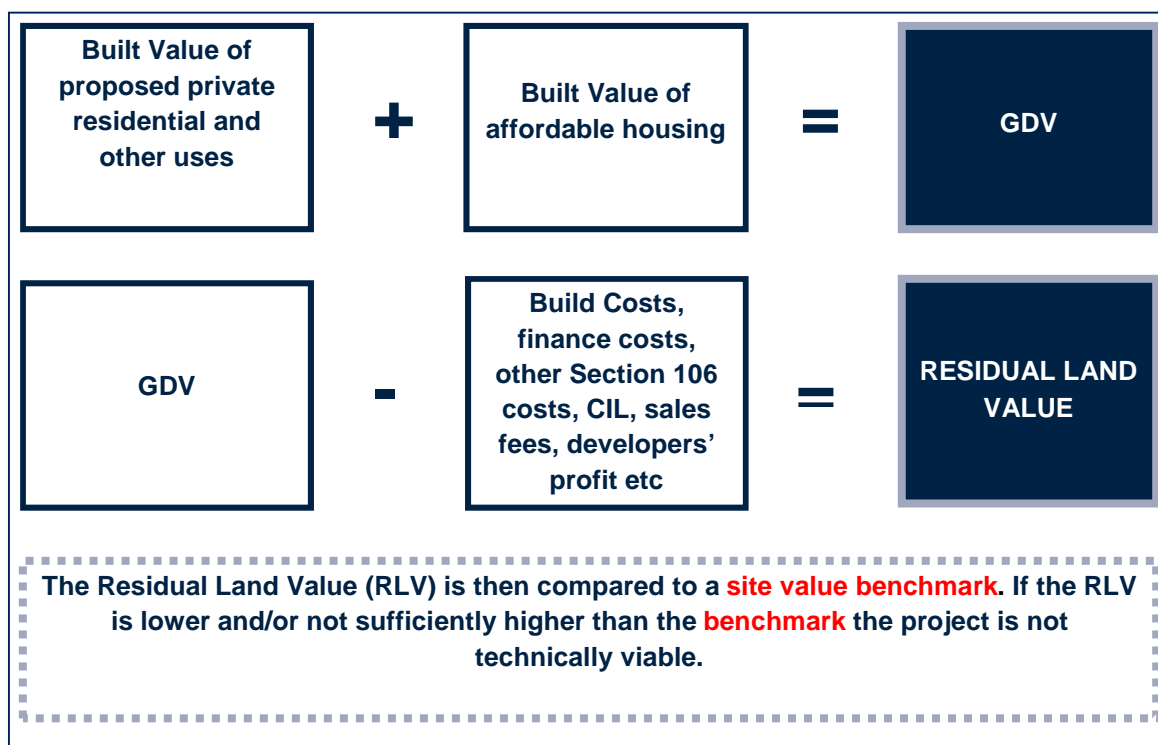 Built Value of
proposed private
residential and
other uses
+
Built Value of
affordable housing
=
GDV
GDV
-
Build Costs,
finance costs,
other Section 106
costs, CIL, sales
fees, developers’
profit etc
=
RESIDUAL LAND
VALUE
The Residual Land Value (RLV) is then compared to a site value benchmark. If the RLV
is lower and/or not sufficiently higher than the benchmark the project is not
technically viable.